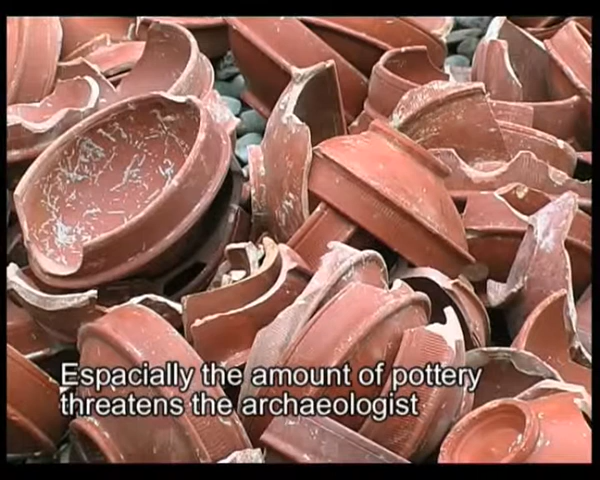 Espacially the amount of pottery
threatens the archaeologist